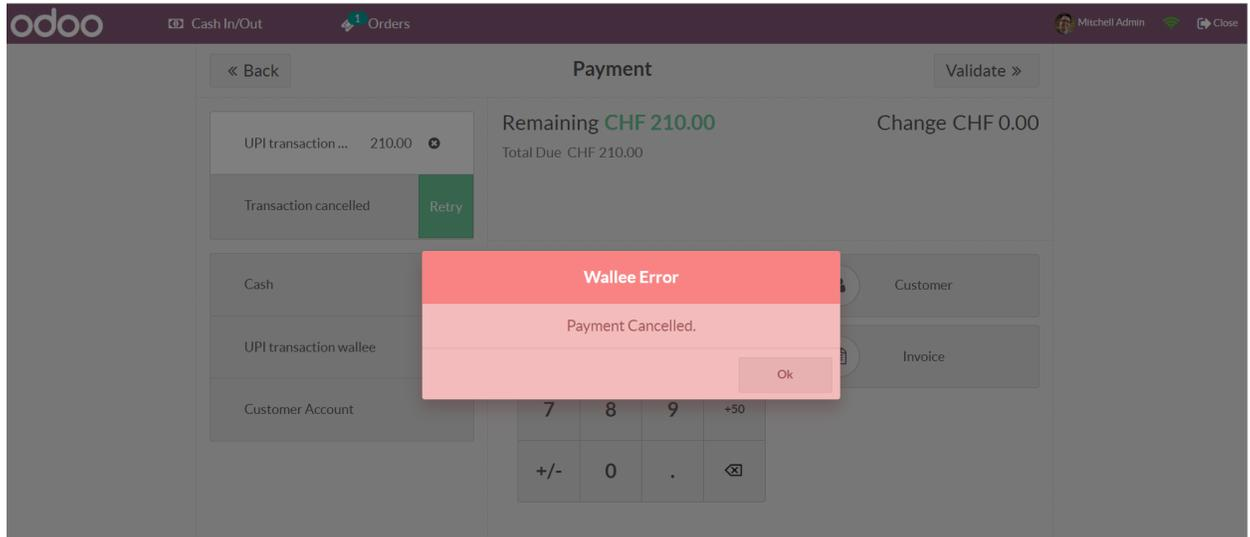 odoo
Cash In/Out
1
Orders
Mitchell Admin
Close
« Back
Payment
Validate »
UPI transaction ... 210.00
Remaining CHF 210.00
Change CHF 0.00
Total Due CHF 210.00
Transaction cancelled
Retry
Wallee Error
Payment Cancelled.
Ok
Cash
UPI transaction wallee
Customer Account
Customer
Invoice
7 8 9 +50
+/- 0 .